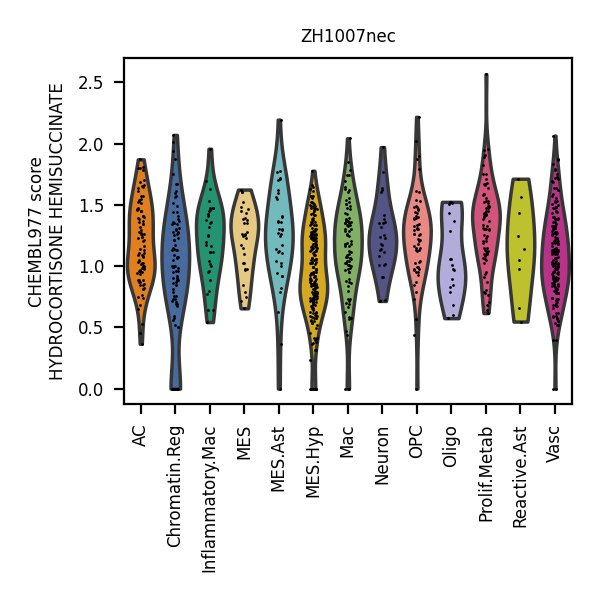 ZH1007nec
CHEMBL977 score
HYDROCORTISONE HEMISUCCINATE
2.5
2.0
1.5
1.0
0.5
0.0
AC
Chromatin.Reg
Inflammatory.Mac
MES
MES.Ast
MES.Hyp
Mac
Neuron
OPC
Oligo
Prolif.Metab
Reactive.Ast
Vasc